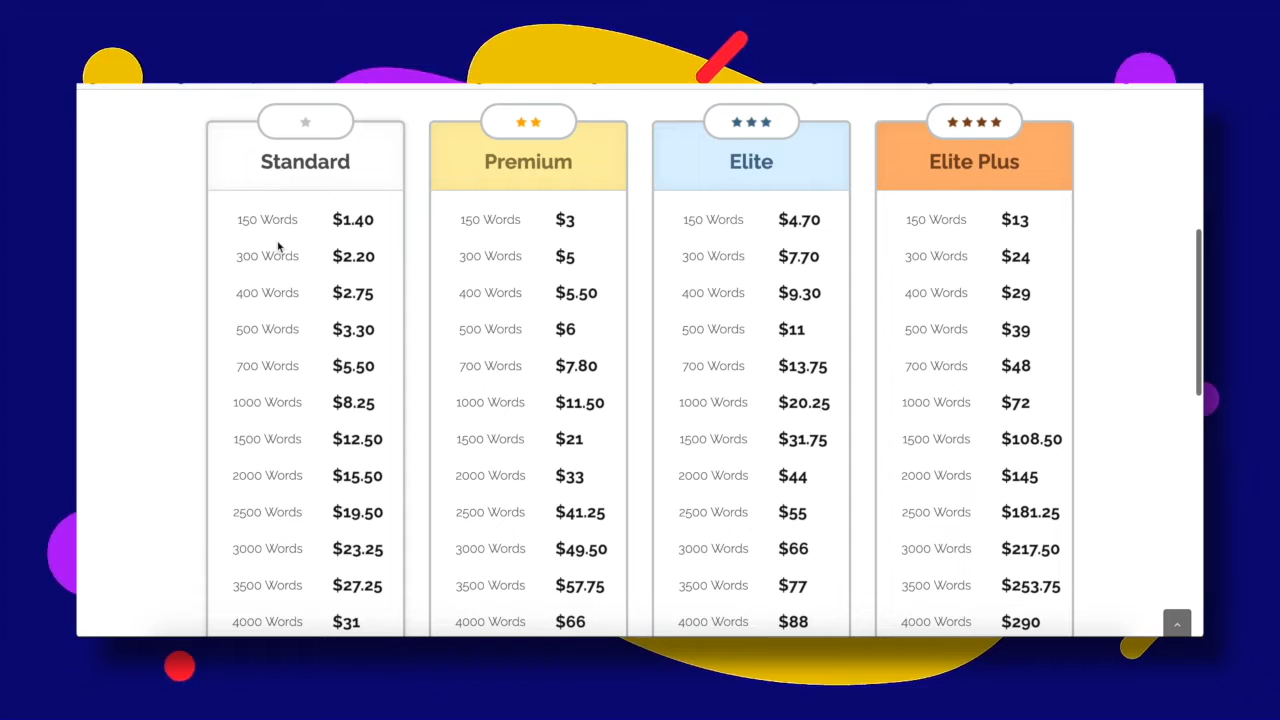 Standard
150 Words $1.40
300 Words $2.20
400 Words $2.75
500 Words $3.30
700 Words $5.50
1000 Words $8.25
1500 Words $12.50
2000 Words $15.50
2500 Words $19.50
3000 Words $23.25
3500 Words $27.25
4000 Words $31
Premium
150 Words $3
300 Words $5
400 Words $5.50
500 Words $6
700 Words $7.80
1000 Words $11.50
1500 Words $21
2000 Words $33
2500 Words $41.25
3000 Words $49.50
3500 Words $57.75
4000 Words $66
Elite
150 Words $4.70
300 Words $7.70
400 Words $9.30
500 Words $11
700 Words $13.75
1000 Words $20.25
1500 Words $31.75
2000 Words $44
2500 Words $55
3000 Words $66
3500 Words $77
4000 Words $88
Elite Plus
150 Words $13
300 Words $24
400 Words $29
500 Words $39
700 Words $48
1000 Words $72
1500 Words $108.50
2000 Words $145
2500 Words $181.25
3000 Words $217.50
3500 Words $253.75
4000 Words $290